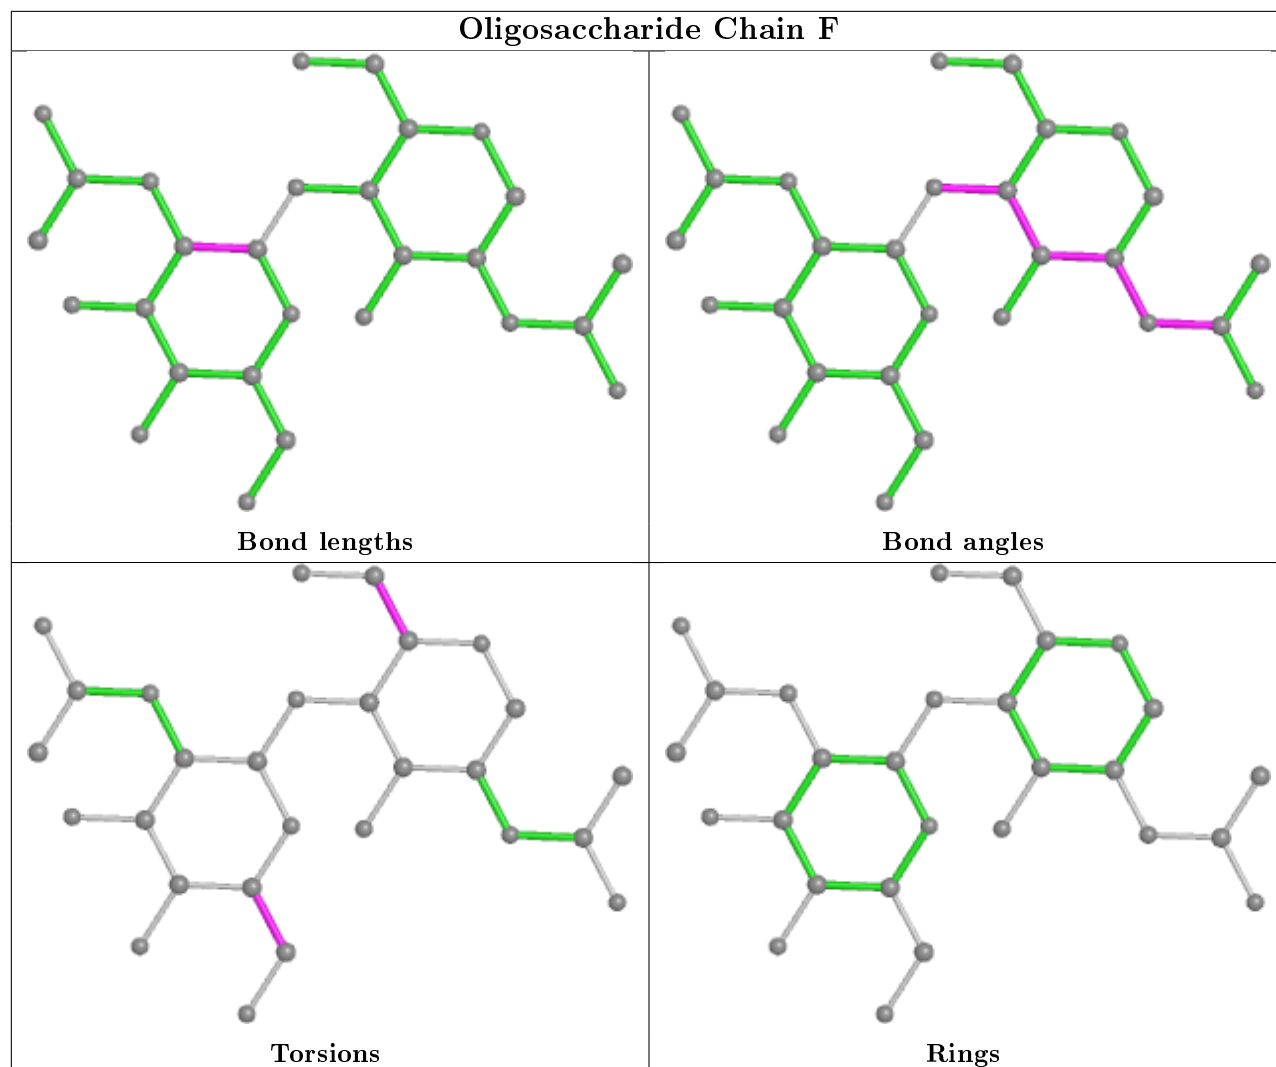 Oligosaccharide Chain F
Bond lengths
Bond angles
Torsions
Rings